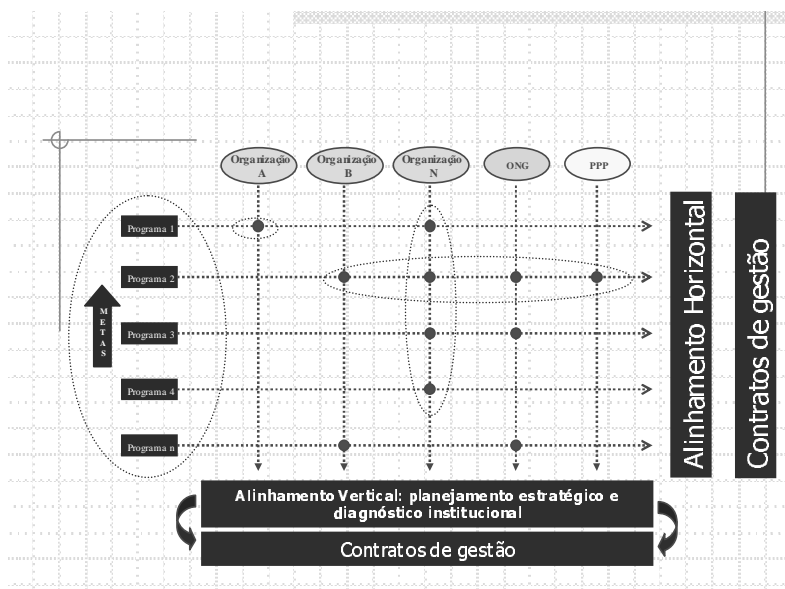 Organização
A
Organização
B
Organização
N
ONG
PPP
Programa 1
Programa 2
Programa 3
Programa 4
Programa n
METAS
Alinhamento Horizontal
Contratos de gestão
Alinhamento Vertical: planejamento estratégico e
diagnóstico institucional
Contratos de gestão